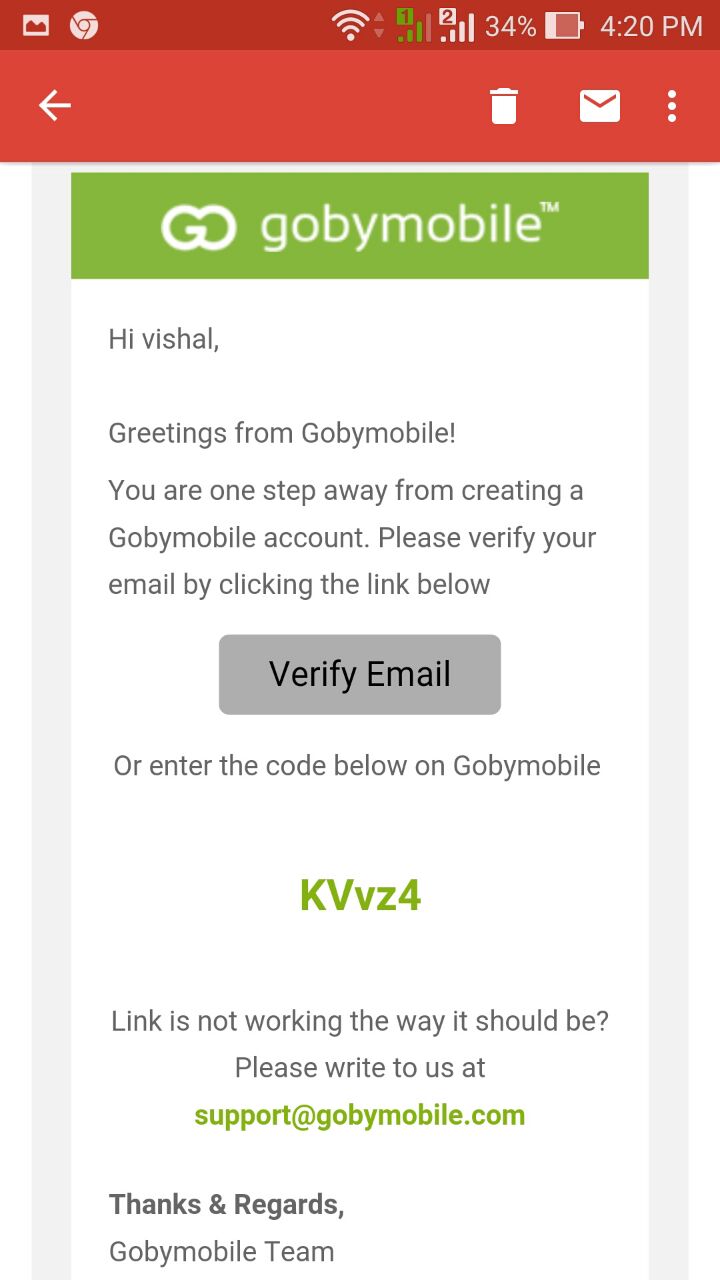 1 2 34% 4:20 PM
GO gobymobile™
Hi vishal,
Greetings from Gobymobile!
You are one step away from creating a
Gobymobile account. Please verify your
email by clicking the link below
Verify Email
Or enter the code below on Gobymobile
KVvz4
Link is not working the way it should be?
Please write to us at
support@gobymobile.com
Thanks & Regards,
Gobymobile Team